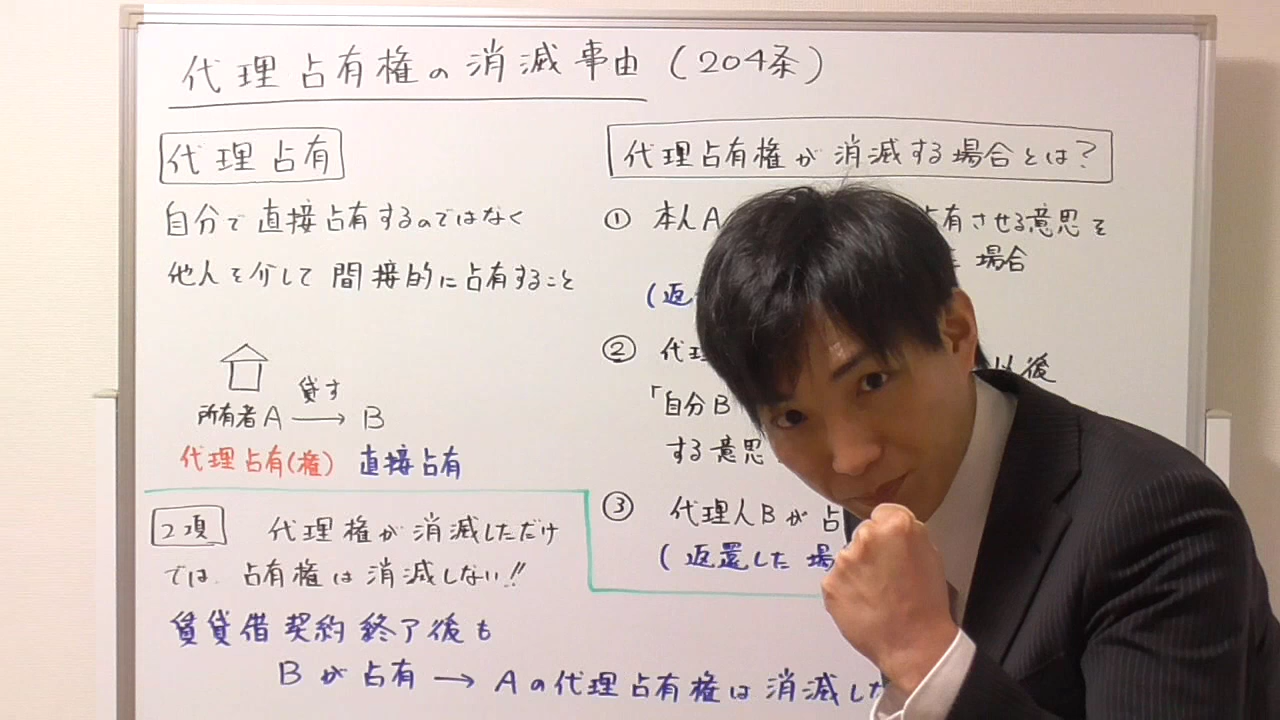 代理占有権の消滅事由(204条)
代理占有
自分で直接占有するのではなく
他人を介して間接的に占有すること
貸す
所有者A → B
代理占有(権) 直接占有
2項 代理権が消滅しただけ
では、占有権は消滅しない!!
賃貸借契約終了後も
Bが占有 → Aの代理占有権は消滅し
代理占有権が消滅する場合とは?
① 本人A 占有させる意思を
場合
(返
② 代理 以後
「自分B
する意思
③ 代理人Bが占
(返還した場